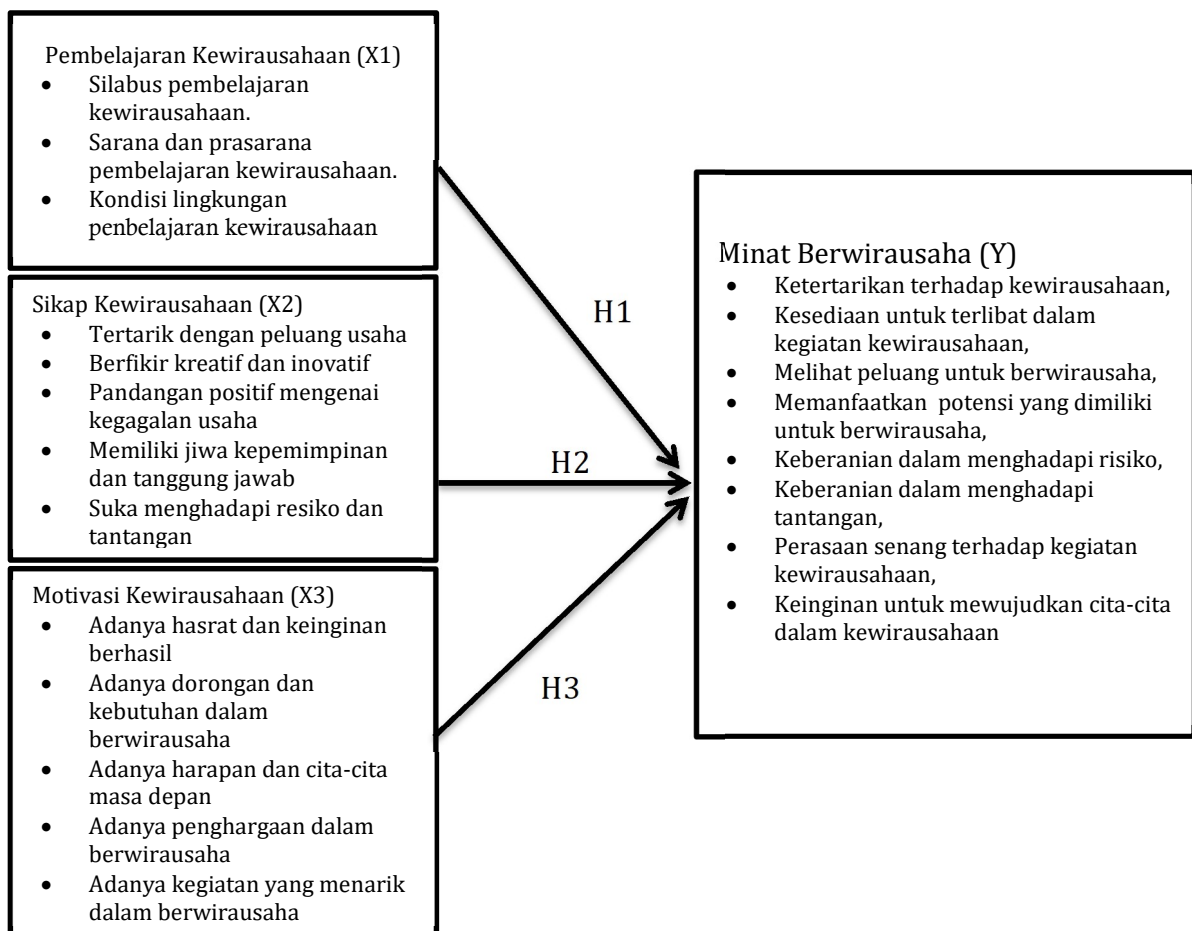 Pembelajaran Kewirausahaan (X1)
• Silabus pembelajaran
kewirausahaan.
• Sarana dan prasarana
pembelajaran kewirausahaan.
• Kondisi lingkungan
penbelajaran kewirausahaan
Sikap Kewirausahaan (X2)
• Tertarik dengan peluang usaha
• Berfikir kreatif dan inovatif
• Pandangan positif mengenai
kegagalan usaha
• Memiliki jiwa kepemimpinan
dan tanggung jawab
• Suka menghadapi resiko dan
tantangan
Motivasi Kewirausahaan (X3)
• Adanya hasrat dan keinginan
berhasil
• Adanya dorongan dan
kebutuhan dalam
berwirausaha
• Adanya harapan dan cita-cita
masa depan
• Adanya penghargaan dalam
berwirausaha
• Adanya kegiatan yang menarik
dalam berwirausaha
H1
H2
H3
Minat Berwirausaha (Y)
• Ketertarikan terhadap kewirausahaan,
• Kesediaan untuk terlibat dalam
kegiatan kewirausahaan,
• Melihat peluang untuk berwirausaha,
• Memanfaatkan potensi yang dimiliki
untuk berwirausaha,
• Keberanian dalam menghadapi risiko,
• Keberanian dalam menghadapi
tantangan,
• Perasaan senang terhadap kegiatan
kewirausahaan,
• Keinginan untuk mewujudkan cita-cita
dalam kewirausahaan